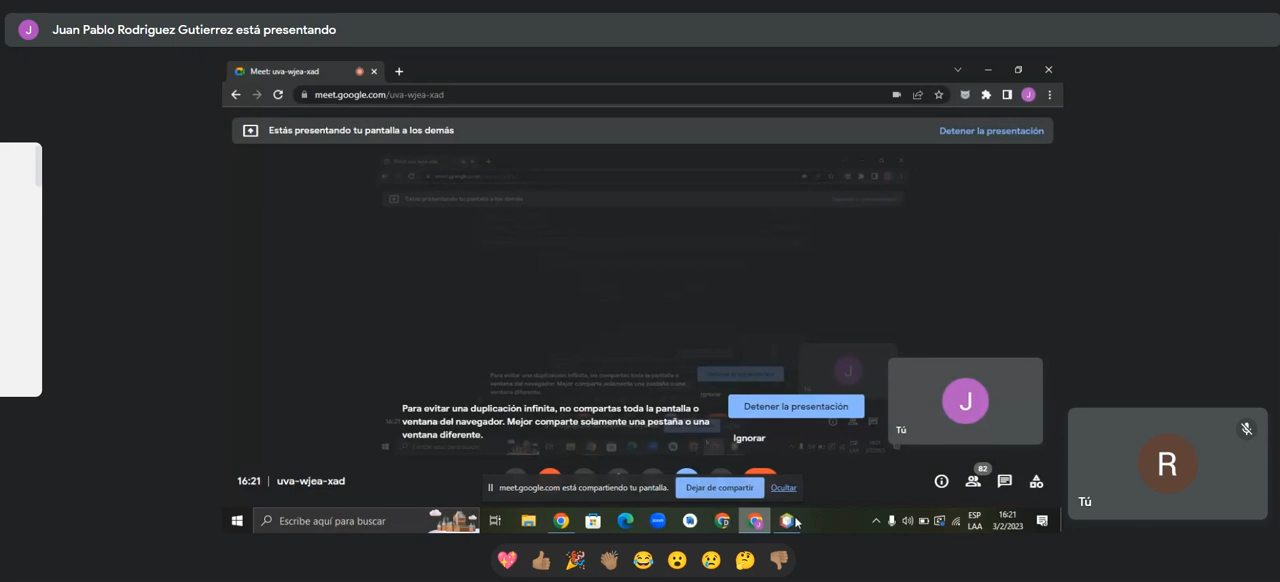 J Juan Pablo Rodriguez Gutierrez está presentando
Meet: uva-wjea-xad
meet.google.com/uva-wjea-xad
J
Estás presentando tu pantalla a los demás
Detener la presentación
Para evitar una duplicación infinita, no compartas toda la pantalla o
ventana del navegador. Mejor comparte solamente una pestaña o una
ventana diferente.
Detener la presentación
Ignorar
J
Tú
R
Tú
16:21 | uva-wjea-xad
meet.google.com está compartiendo tu pantalla.
Dejar de compartir
Ocultar
82
Escribe aquí para buscar
zoom
ESP
LAA
16:21
3/2/2023